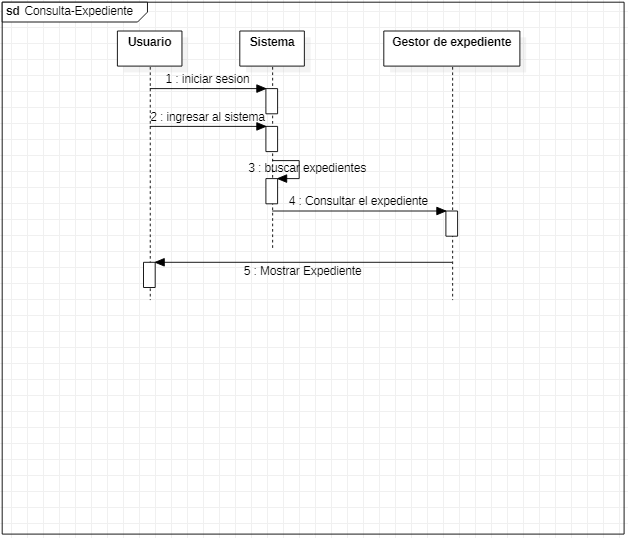 sd Consulta-Expediente
Usuario
Sistema
Gestor de expediente
1 : iniciar sesion
2 : ingresar al sistema
3 : buscar expedientes
4 : Consultar el expediente
5 : Mostrar Expediente